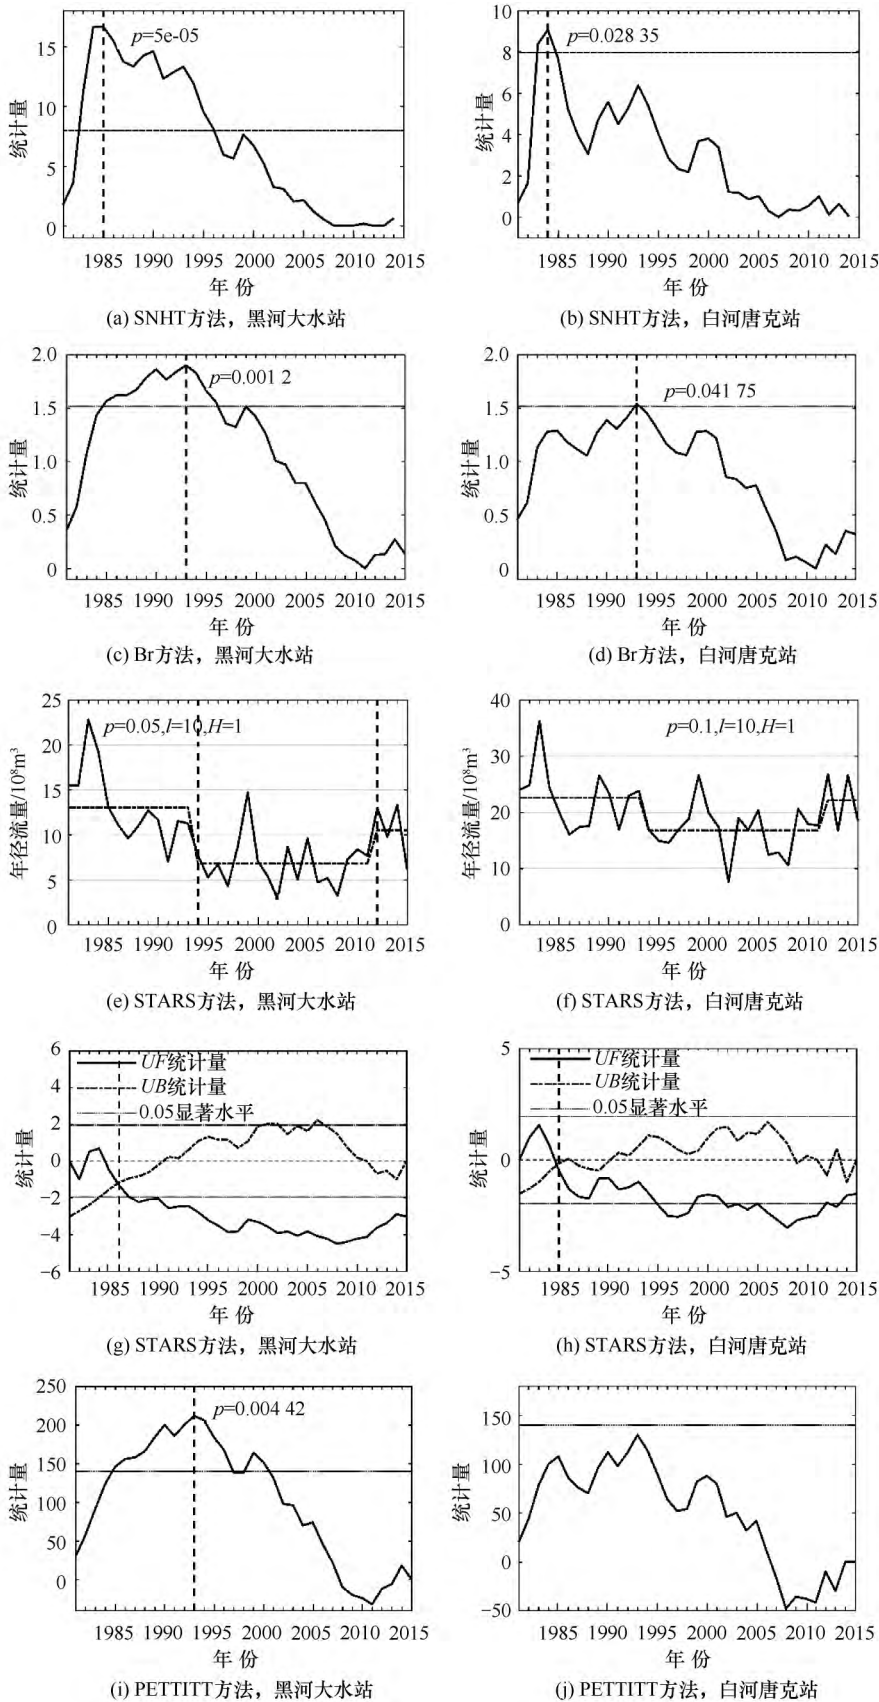 p=5e-05
统计量
15
10
5
0
1985 1990 1995 2000 2005 2010 2015
年 份
(a) SNHT方法，黑河大水站
p=0.028 35
统计量
10
8
6
4
2
0
1985 1990 1995 2000 2005 2010 2015
年 份
(b) SNHT方法，白河唐克站
p=0.001 2
统计量
2.0
1.5
1.0
0.5
0
1985 1990 1995 2000 2005 2010 2015
年 份
(c) Br方法，黑河大水站
p=0.041 75
统计量
2.0
1.5
1.0
0.5
0
1985 1990 1995 2000 2005 2010 2015
年 份
(d) Br方法，白河唐克站
p=0.05,l=10,H=1
年径流量/10⁸m³
25
20
15
10
5
0
1985 1990 1995 2000 2005 2010 2015
年 份
(e) STARS方法，黑河大水站
p=0.1,l=10,H=1
年径流量/10⁸m³
40
30
20
10
0
1985 1990 1995 2000 2005 2010 2015
年 份
(f) STARS方法，白河唐克站
UF统计量
UB统计量
0.05显著水平
统计量
6
4
2
0
−2
−4
−6
1985 1990 1995 2000 2005 2010 2015
年 份
(g) STARS方法，黑河大水站
UF统计量
UB统计量
0.05显著水平
统计量
5
0
−5
1985 1990 1995 2000 2005 2010 2015
年 份
(h) STARS方法，白河唐克站
p=0.004 42
统计量
250
200
150
100
50
0
1985 1990 1995 2000 2005 2010 2015
年 份
(i) PETTITT方法，黑河大水站
统计量
150
100
50
0
−50
1985 1990 1995 2000 2005 2010 2015
年 份
(j) PETTITT方法，白河唐克站